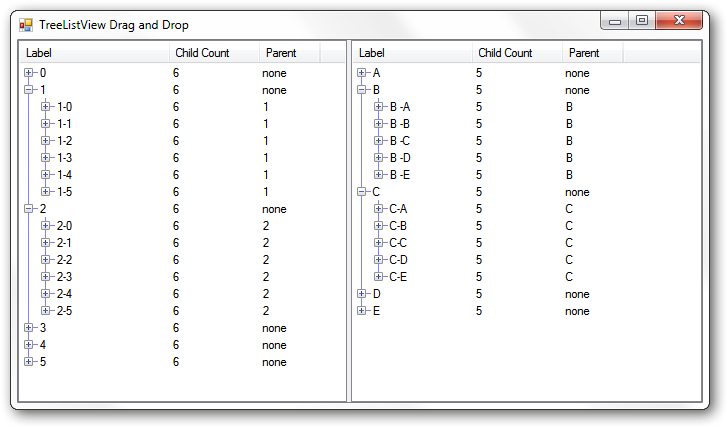 TreeListView Drag and Drop
Label Child Count Parent
0 6 none
1 6 none
1-0 6 1
1-1 6 1
1-2 6 1
1-3 6 1
1-4 6 1
1-5 6 1
2 6 none
2-0 6 2
2-1 6 2
2-2 6 2
2-3 6 2
2-4 6 2
2-5 6 2
3 6 none
4 6 none
5 6 none
Label Child Count Parent
A 5 none
B 5 none
B -A 5 B
B -B 5 B
B -C 5 B
B -D 5 B
B -E 5 B
C 5 none
C-A 5 C
C-B 5 C
C-C 5 C
C-D 5 C
C-E 5 C
D 5 none
E 5 none